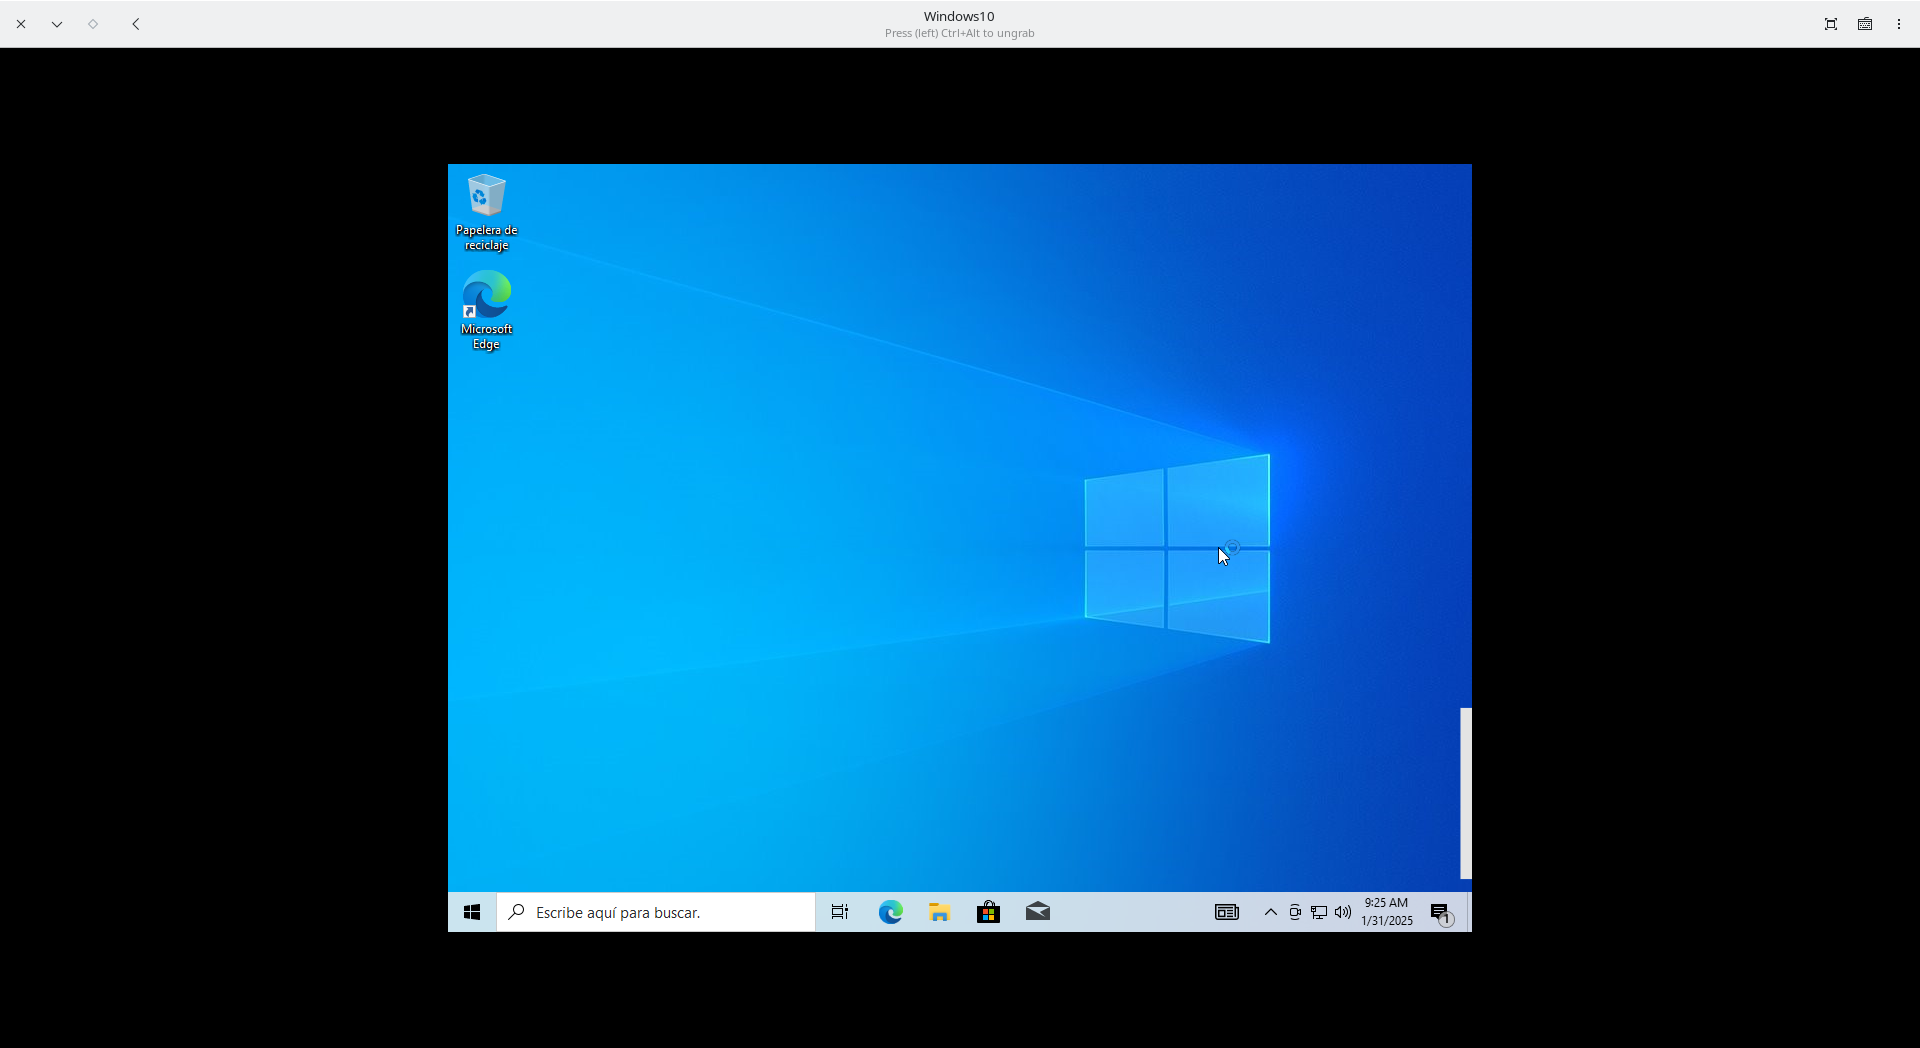 Windows10
Press (left) Ctrl+Alt to ungrab
Papelera de
reciclaje
Microsoft
Edge
Escribe aquí para buscar.
9:25 AM
1/31/2025
1